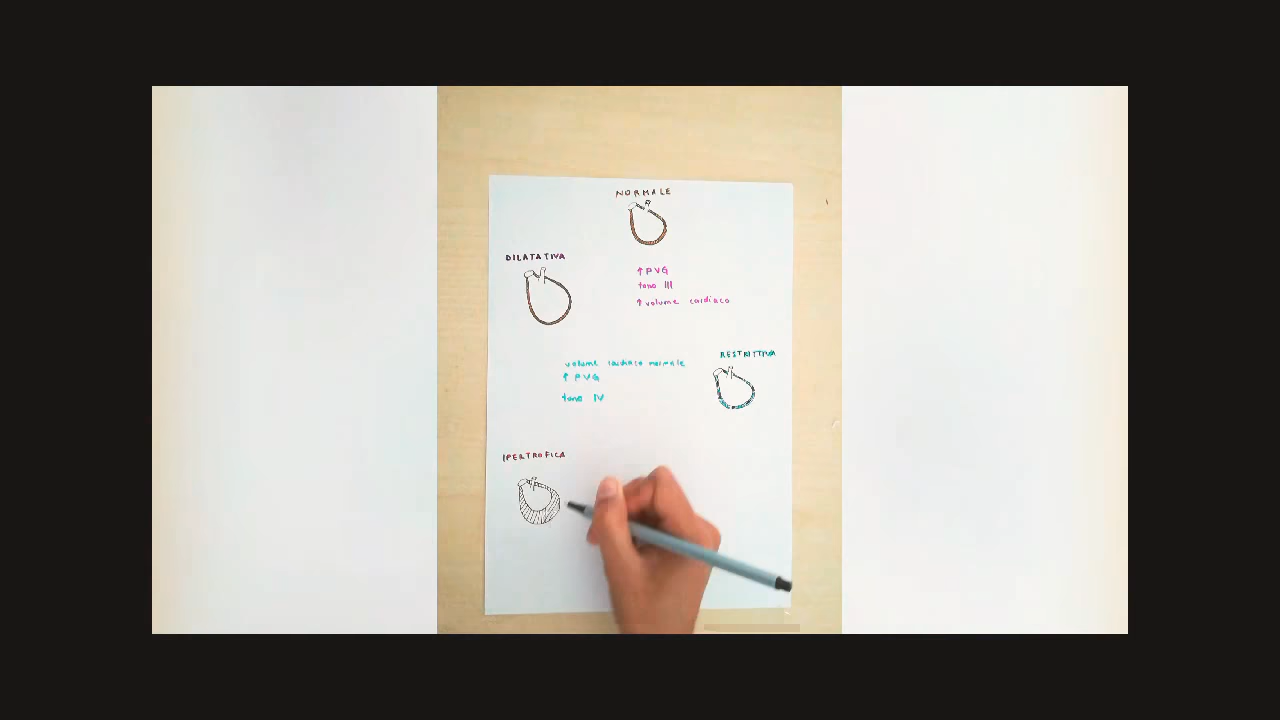 NORMALE
DILATATIVA
↑ PVG
tono III
↑ volume cardiaco
RESTRITTIVA
volume cardiaco normale
↑ PVG
tono IV
IPERTROFICA